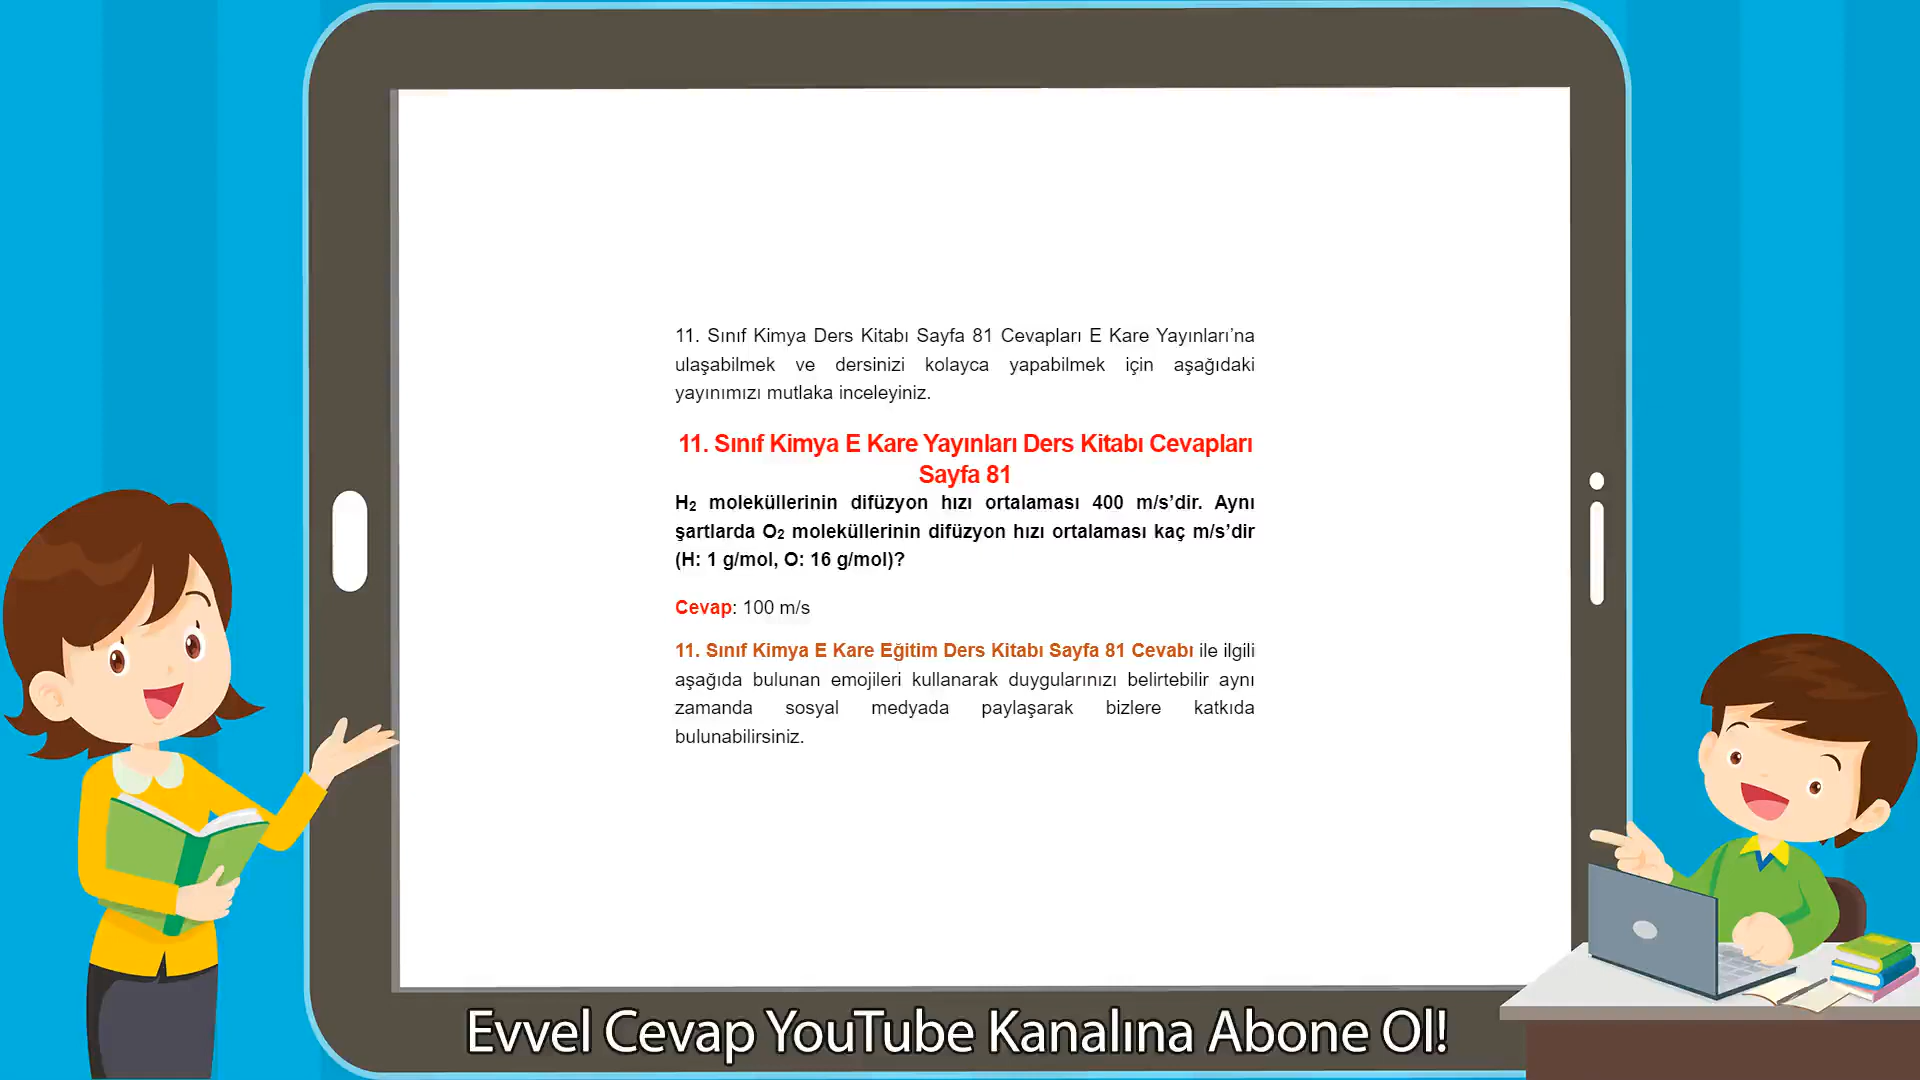 11. Sınıf Kimya Ders Kitabı Sayfa 81 Cevapları E Kare Yayınları’na
ulaşabilmek ve dersinizi kolayca yapabilmek için aşağıdaki
yayınımızı mutlaka inceleyiniz.
11. Sınıf Kimya E Kare Yayınları Ders Kitabı Cevapları
Sayfa 81
H₂ moleküllerinin difüzyon hızı ortalaması 400 m/s’dir. Aynı
şartlarda O₂ moleküllerinin difüzyon hızı ortalaması kaç m/s’dir
(H: 1 g/mol, O: 16 g/mol)?
Cevap: 100 m/s
11. Sınıf Kimya E Kare Eğitim Ders Kitabı Sayfa 81 Cevabı ile ilgili
aşağıda bulunan emojileri kullanarak duygularınızı belirtebilir aynı
zamanda sosyal medyada paylaşarak bizlere katkıda
bulunabilirsiniz.
Evvel Cevap YouTube Kanalına Abone Ol!